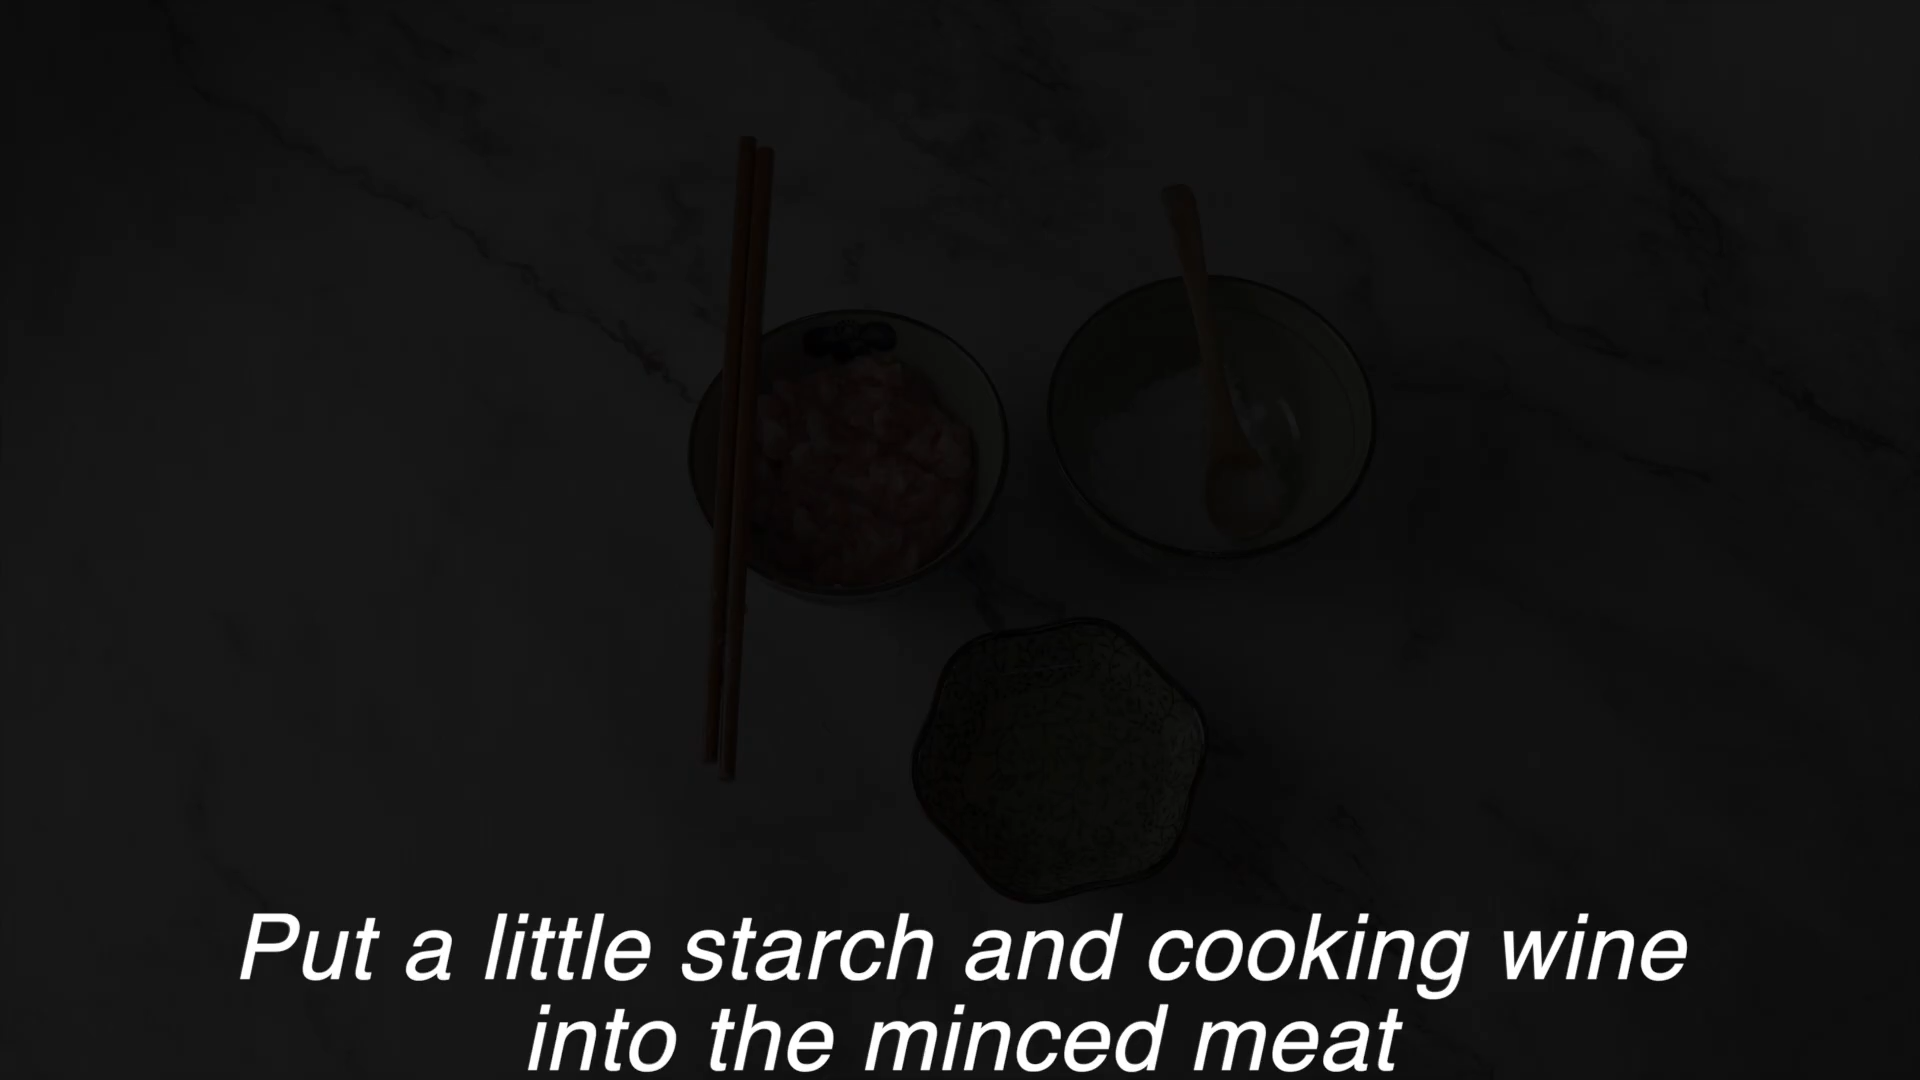 Put a little starch and cooking wine
into the minced meat